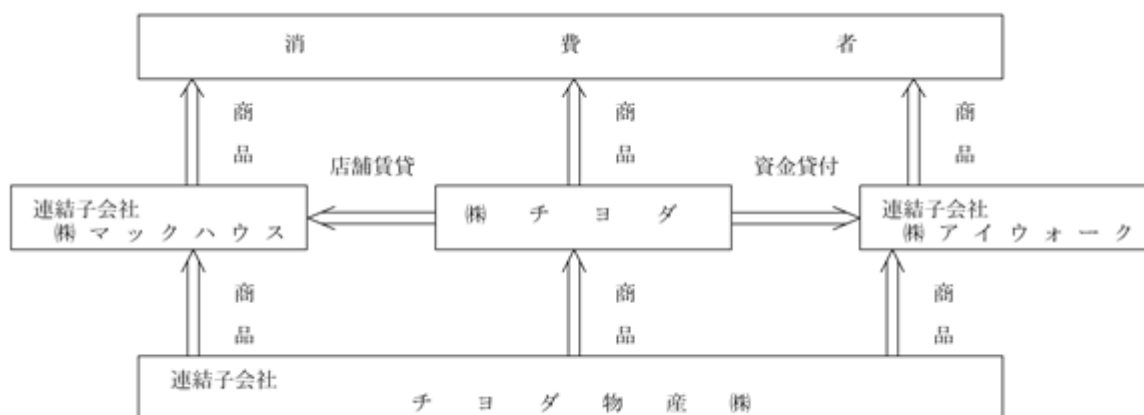 消費者
商品
商品
商品
店舗賃貸
資金貸付
連結子会社
㈱マックハウス
㈱チヨダ
連結子会社
㈱アイウォーク
商品
商品
商品
連結子会社
チヨダ物産㈱